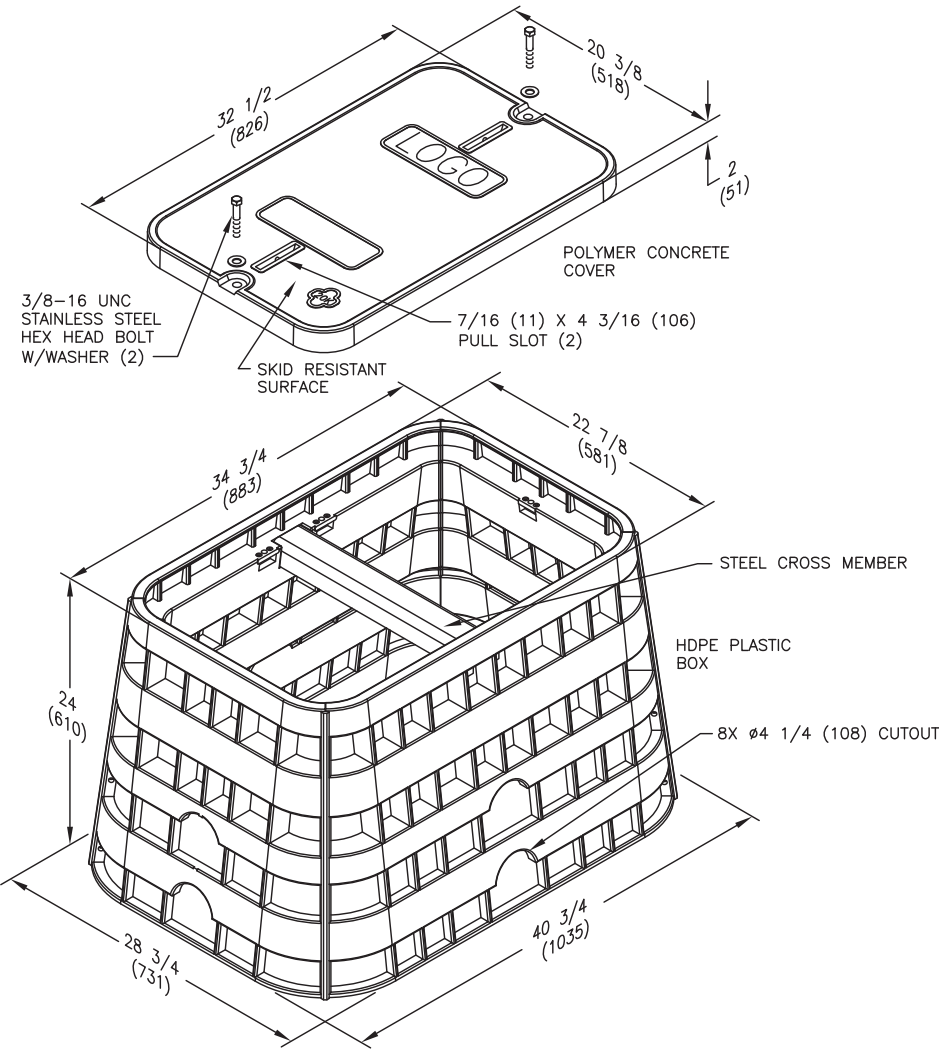 20 3/8
(518)
32 1/2
(826)
2
(51)
LOGO
POLYMER CONCRETE
COVER
3/8-16 UNC
STAINLESS STEEL
HEX HEAD BOLT
W/WASHER (2)
7/16 (11) X 4 3/16 (106)
PULL SLOT (2)
SKID RESISTANT
SURFACE
22 7/8
(581)
34 3/4
(883)
STEEL CROSS MEMBER
HDPE PLASTIC
BOX
24
(610)
8X ø4 1/4 (108) CUTOUT
40 3/4
(1035)
28 3/4
(731)